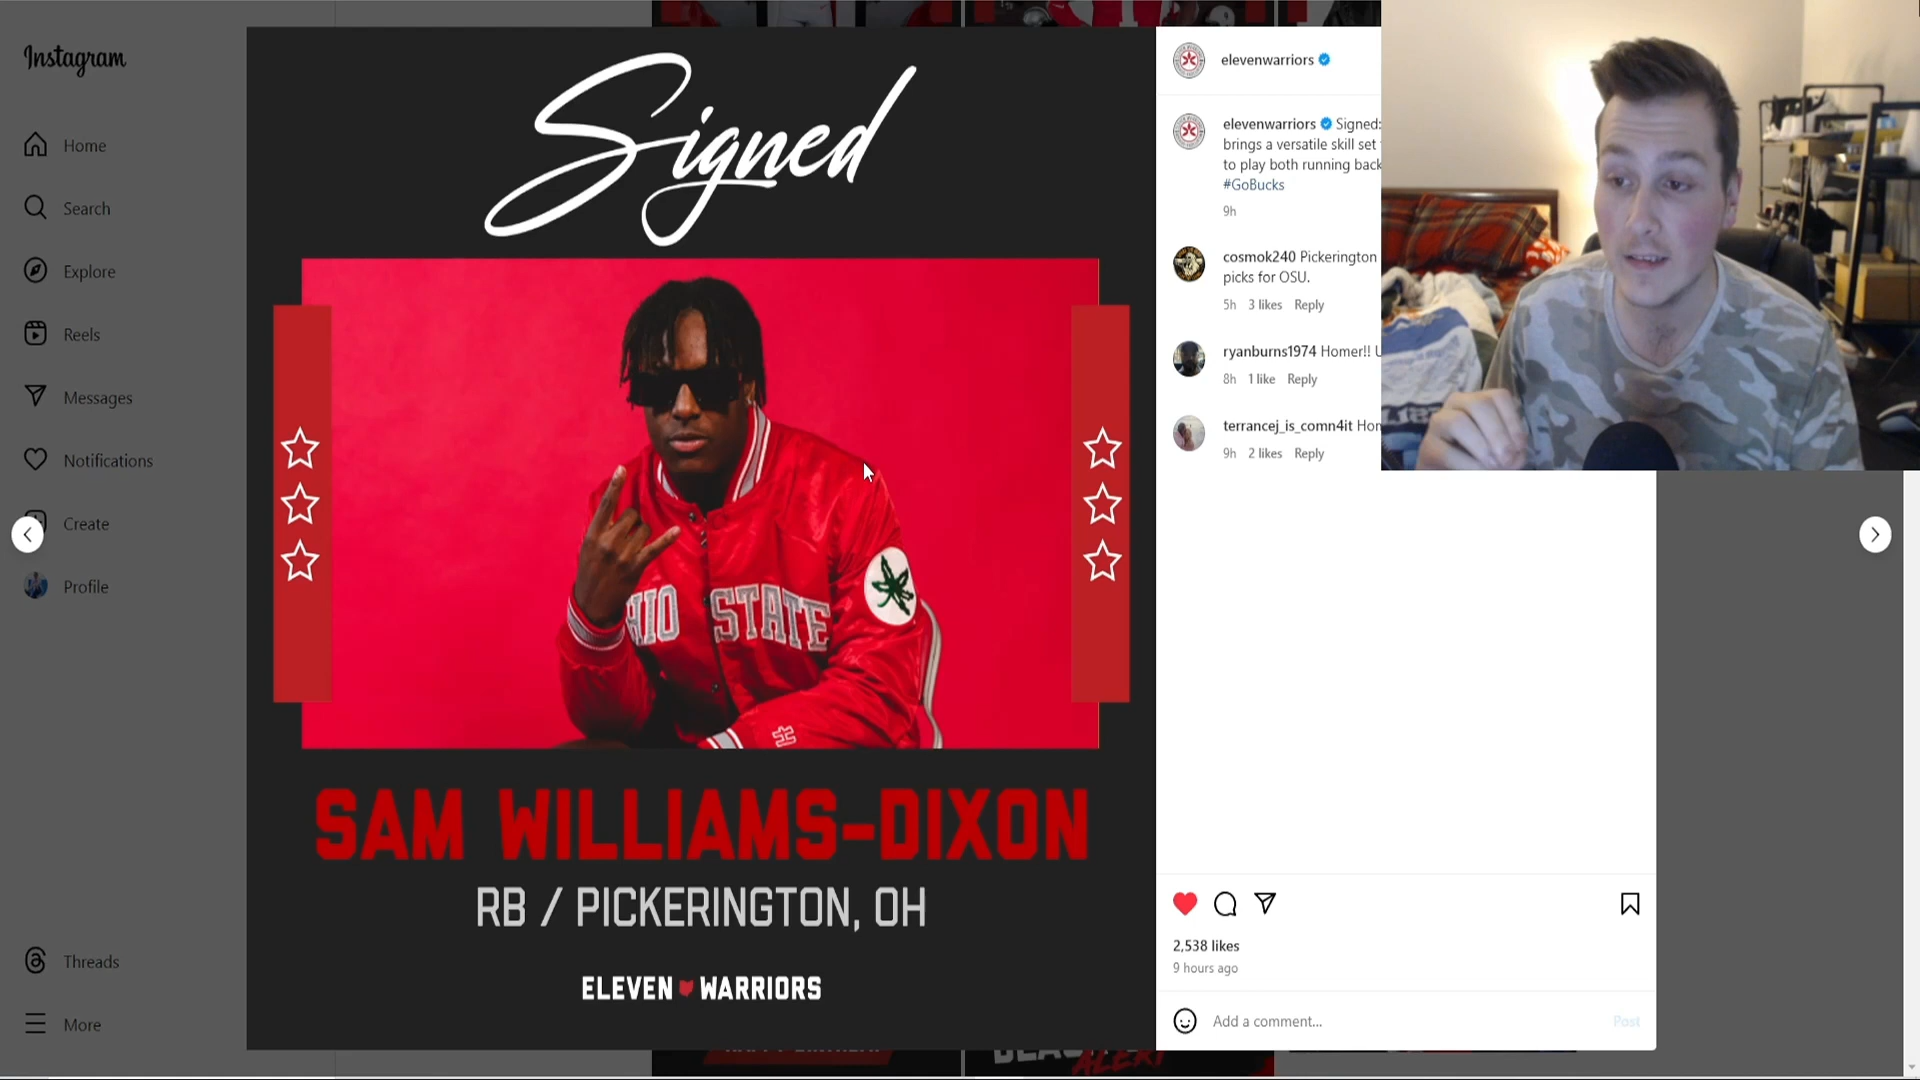 Instagram
Home
Search
Explore
Reels
Messages
Notifications
Create
Profile
Threads
More
Signed
HIO STATE
SAM WILLIAMS-DIXON
RB / PICKERINGTON, OH
ELEVEN WARRIORS
ALERT
elevenwarriors
elevenwarriors Signed:
brings a versatile skill set
to play both running back
#GoBucks
9h
cosmok240 Pickerington
picks for OSU.
5h 3 likes Reply
ryanburns1974 Homer!! U
8h 1 like Reply
terrancej_is_comn4it Hon
9h 2 likes Reply
2,538 likes
9 hours ago
Add a comment...
Post